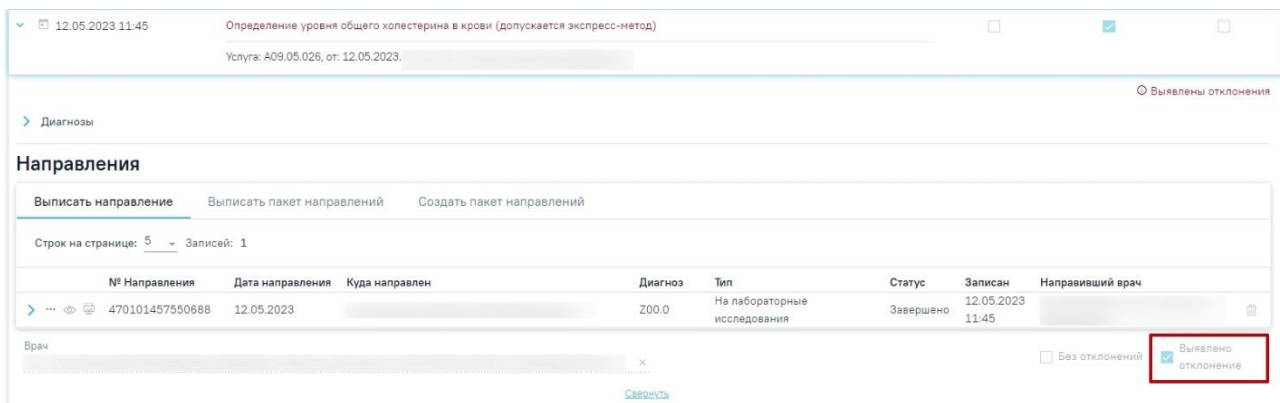 12.05.2023 11:45 Определение уровня общего холестерина в крови (допускается экспресс-метод)
Услуга: A09.05.026, от: 12.05.2023.
Выявлены отклонения
Диагнозы
Направления
Выписать направление Выписать пакет направлений Создать пакет направлений
Строк на странице: 5 Записей: 1
№ Направления Дата направления Куда направлен Диагноз Тип Статус Записан Направивший врач
470101457550688 12.05.2023 Z00.0 На лабораторные исследования Завершено 12.05.2023 11:45
Врач
Без отклонений
Выявлено
отклонение
Свернуть